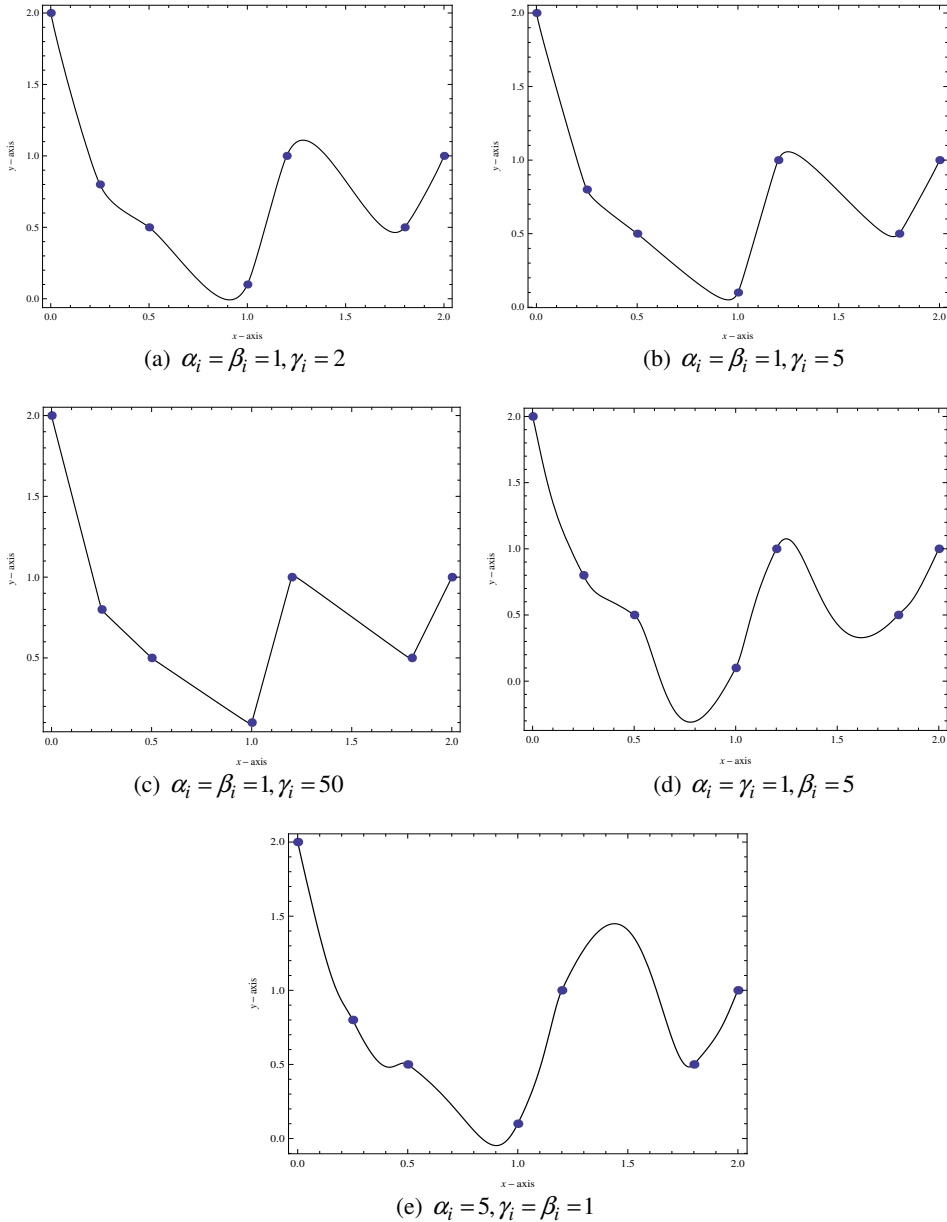 2.0
1.5
1.0
0.5
0.0
y – axis
0.0 0.5 1.0 1.5 2.0
x – axis
(a) αᵢ = βᵢ = 1, γᵢ = 2
2.0
1.5
1.0
0.5
0.0
y – axis
0.0 0.5 1.0 1.5 2.0
x – axis
(b) αᵢ = βᵢ = 1, γᵢ = 5
2.0
1.5
1.0
0.5
y – axis
0.0 0.5 1.0 1.5 2.0
x – axis
(c) αᵢ = βᵢ = 1, γᵢ = 50
2.0
1.5
1.0
0.5
0.0
y – axis
0.0 0.5 1.0 1.5 2.0
x – axis
(d) αᵢ = γᵢ = 1, βᵢ = 5
2.0
1.5
1.0
0.5
0.0
y – axis
0.0 0.5 1.0 1.5 2.0
x – axis
(e) αᵢ = 5, γᵢ = βᵢ = 1